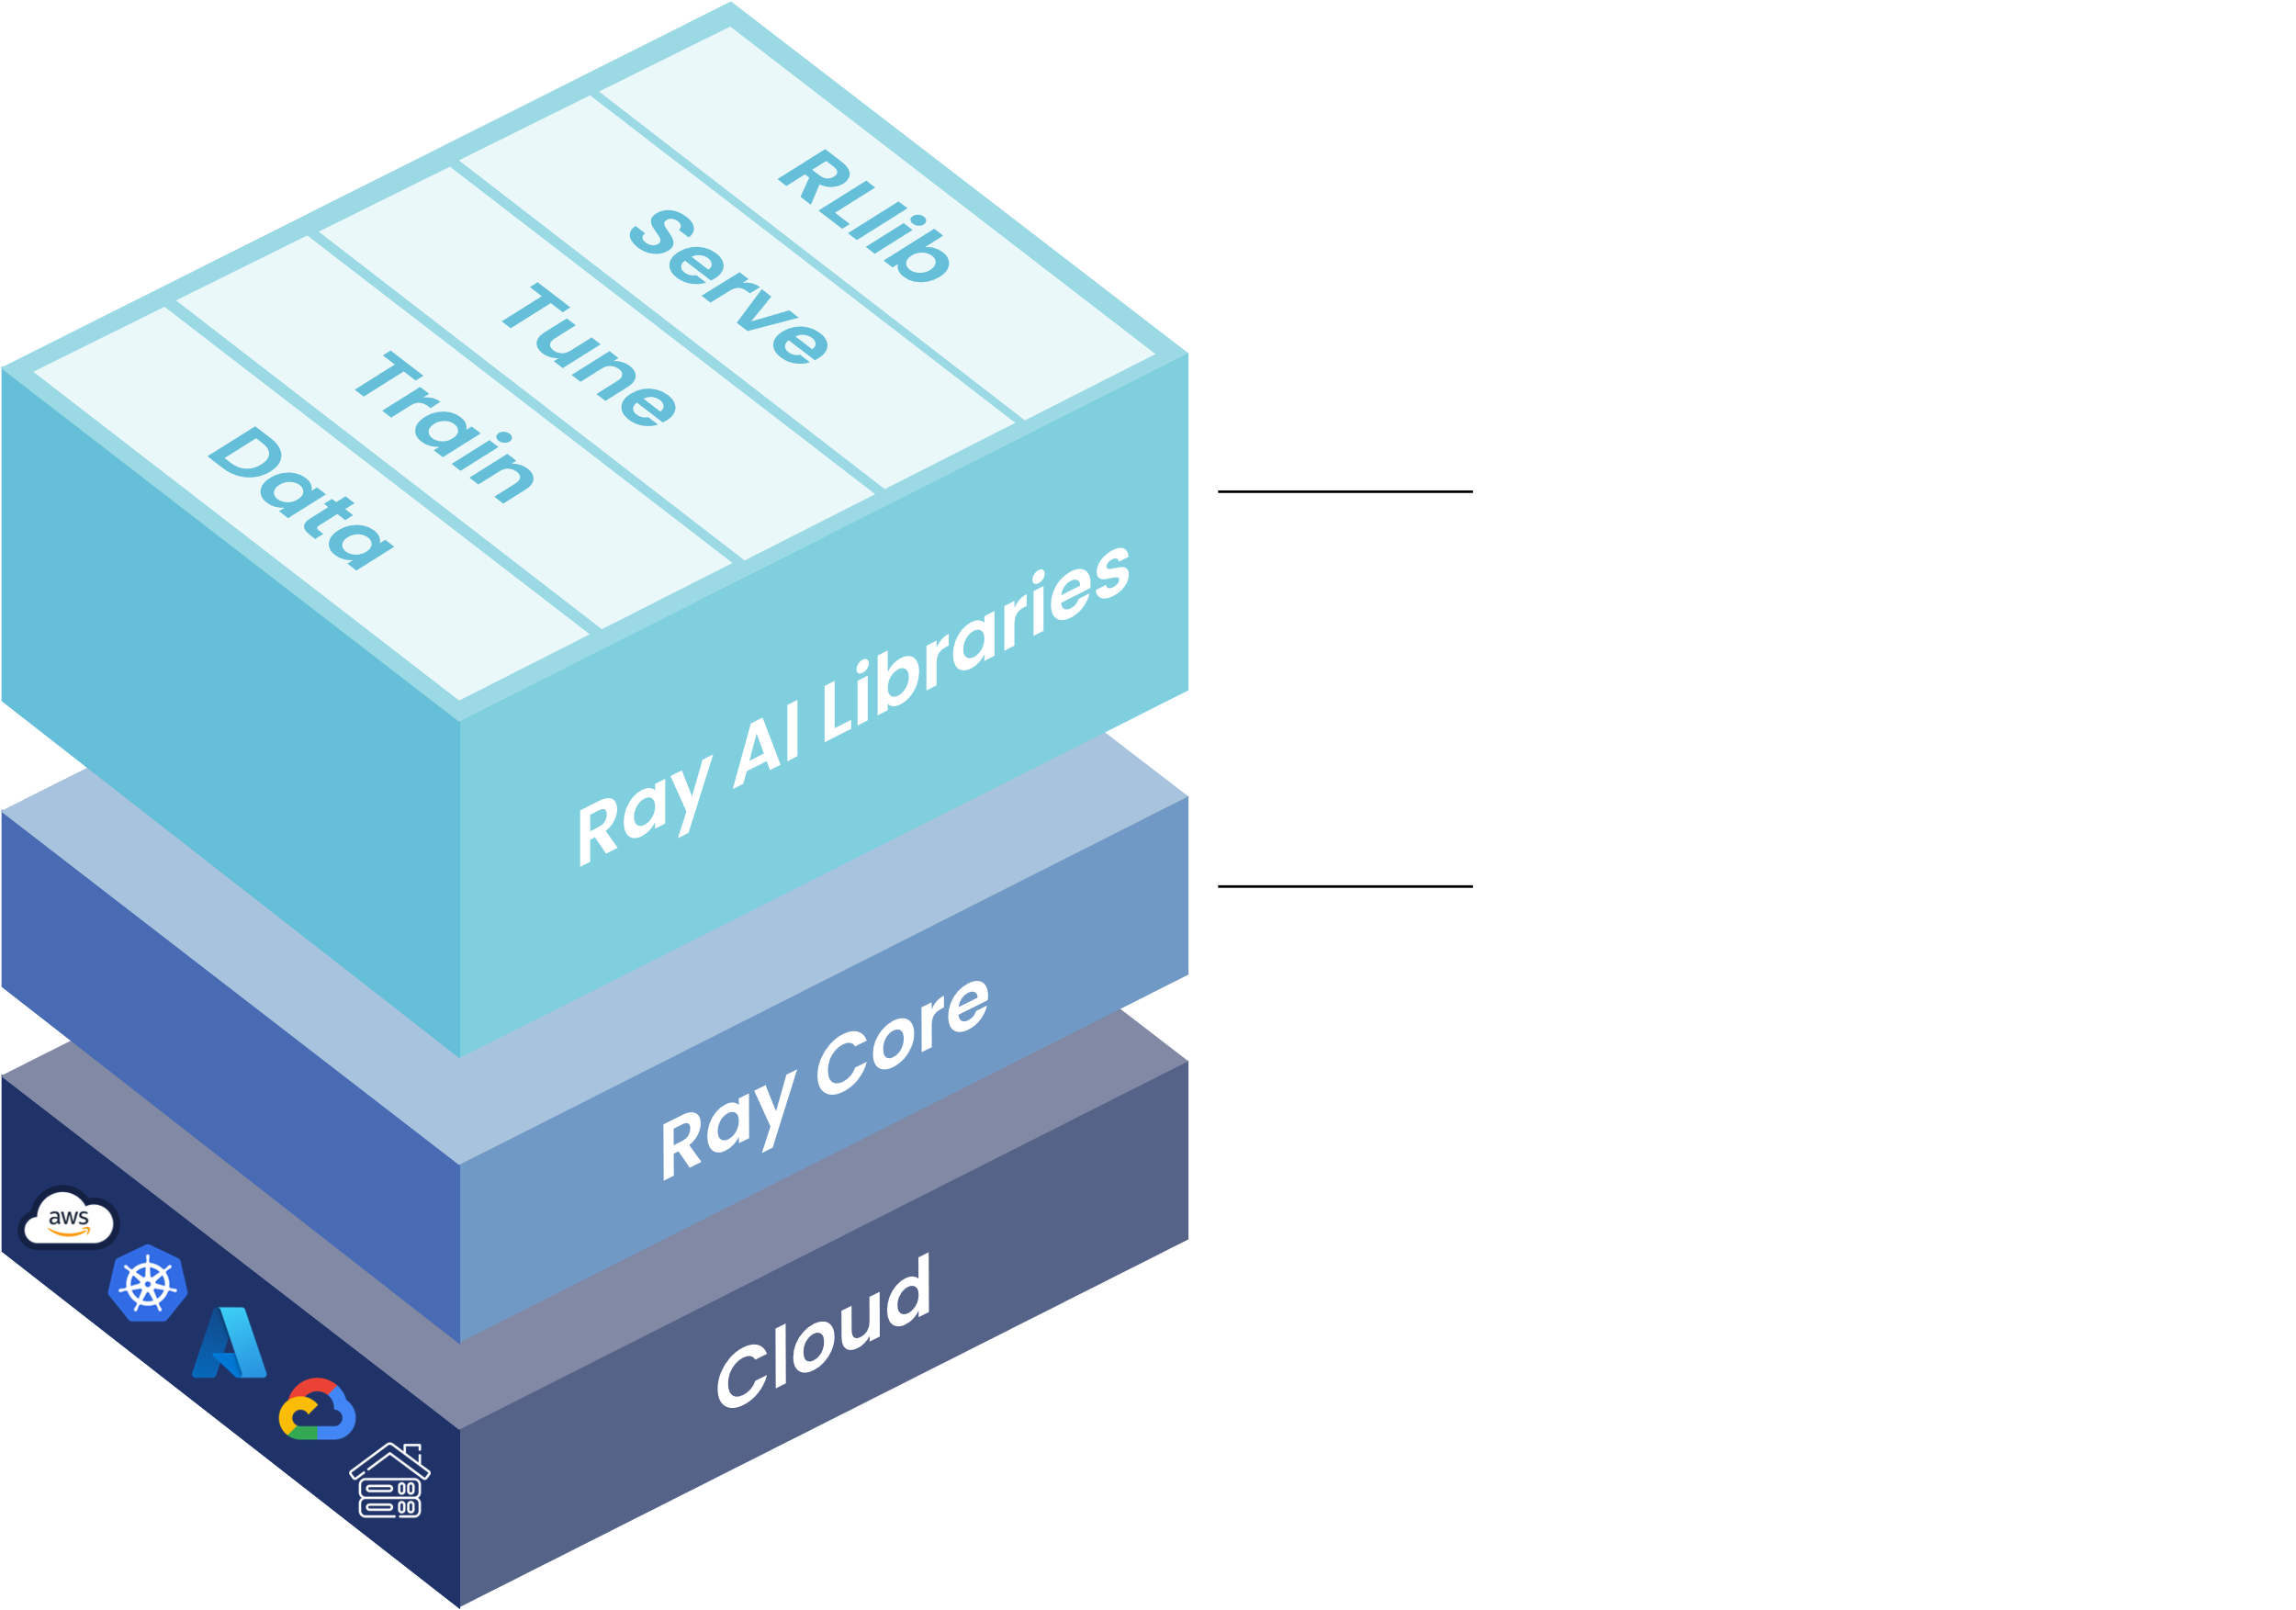 RLlib
Serve
Tune
Train
Data
Ray AI Libraries
Ray Core
Cloud
aws